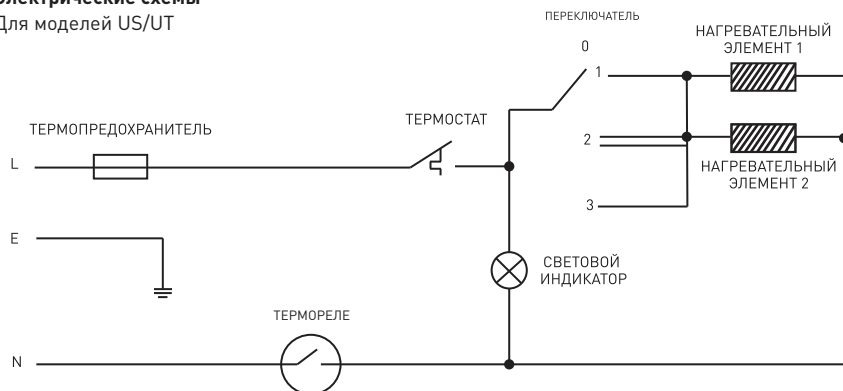 Электрические схемы
Для моделей US/UT
ПЕРЕКЛЮЧАТЕЛЬ
0
1
2
3
НАГРЕВАТЕЛЬНЫЙ
ЭЛЕМЕНТ 1
НАГРЕВАТЕЛЬНЫЙ
ЭЛЕМЕНТ 2
ТЕРМОПРЕДОХРАНИТЕЛЬ
ТЕРМОСТАТ
L
E
СВЕТОВОЙ
ИНДИКАТОР
ТЕРМОРЕЛЕ
N